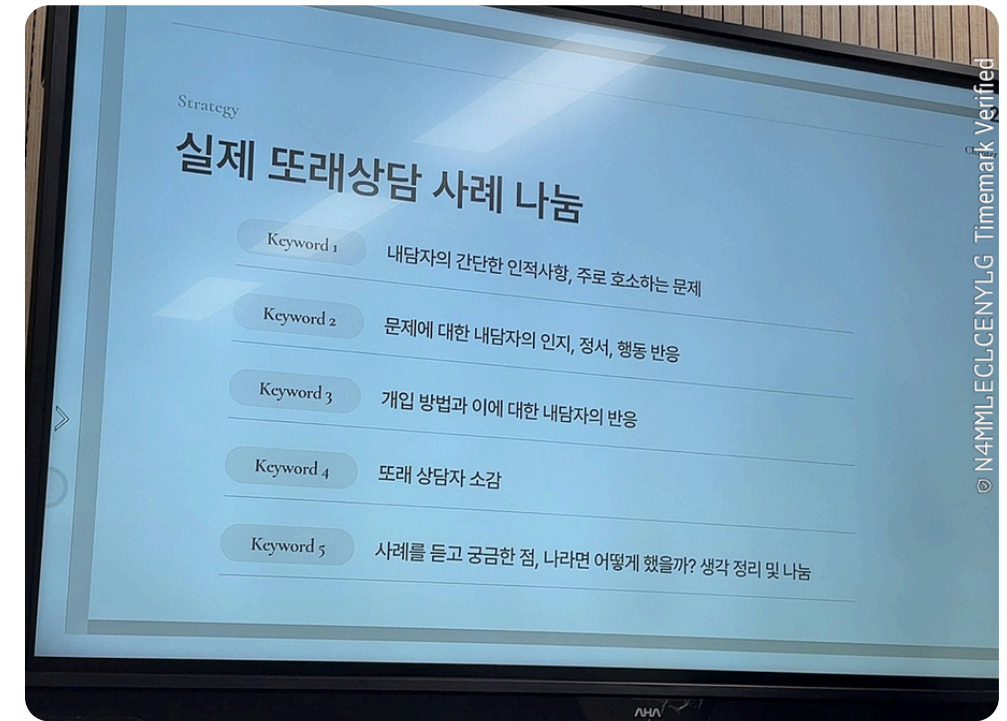 Strategy
실제 또래상담 사례 나눔
Keyword 1
내담자의 간단한 인적사항, 주로 호소하는 문제
Keyword 2
문제에 대한 내담자의 인지, 정서, 행동 반응
Keyword 3
개입 방법과 이에 대한 내담자의 반응
Keyword 4
또래 상담자 소감
Keyword 5
사례를 듣고 궁금한 점, 나라면 어떻게 했을까? 생각 정리 및 나눔
AHA
N4MMLECLCENYLG Timemark Verified